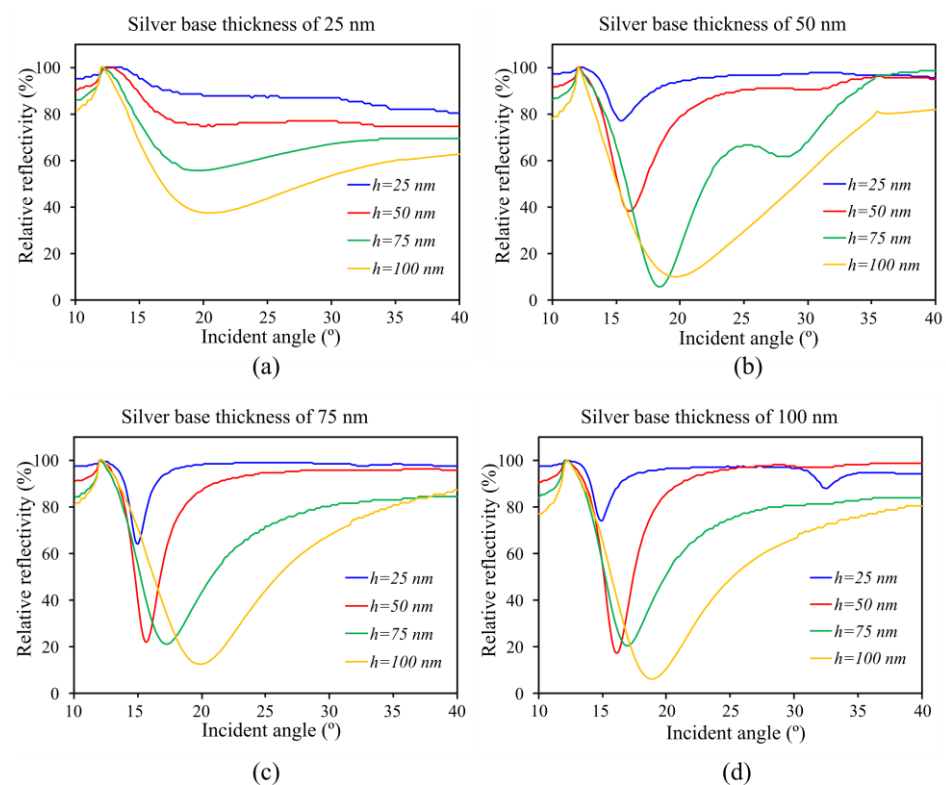 Silver base thickness of 25 nm
Relative reflectivity (%)
100
80
60
40
20
0
h=25 nm
h=50 nm
h=75 nm
h=100 nm
10 15 20 25 30 35 40
Incident angle (º)
(a)
Silver base thickness of 50 nm
Relative reflectivity (%)
100
80
60
40
20
0
h=25 nm
h=50 nm
h=75 nm
h=100 nm
10 15 20 25 30 35 40
Incident angle (º)
(b)
Silver base thickness of 75 nm
Relative reflectivity (%)
100
80
60
40
20
0
h=25 nm
h=50 nm
h=75 nm
h=100 nm
10 15 20 25 30 35 40
Incident angle (º)
(c)
Silver base thickness of 100 nm
Relative reflectivity (%)
100
80
60
40
20
0
h=25 nm
h=50 nm
h=75 nm
h=100 nm
10 15 20 25 30 35 40
Incident angle (º)
(d)